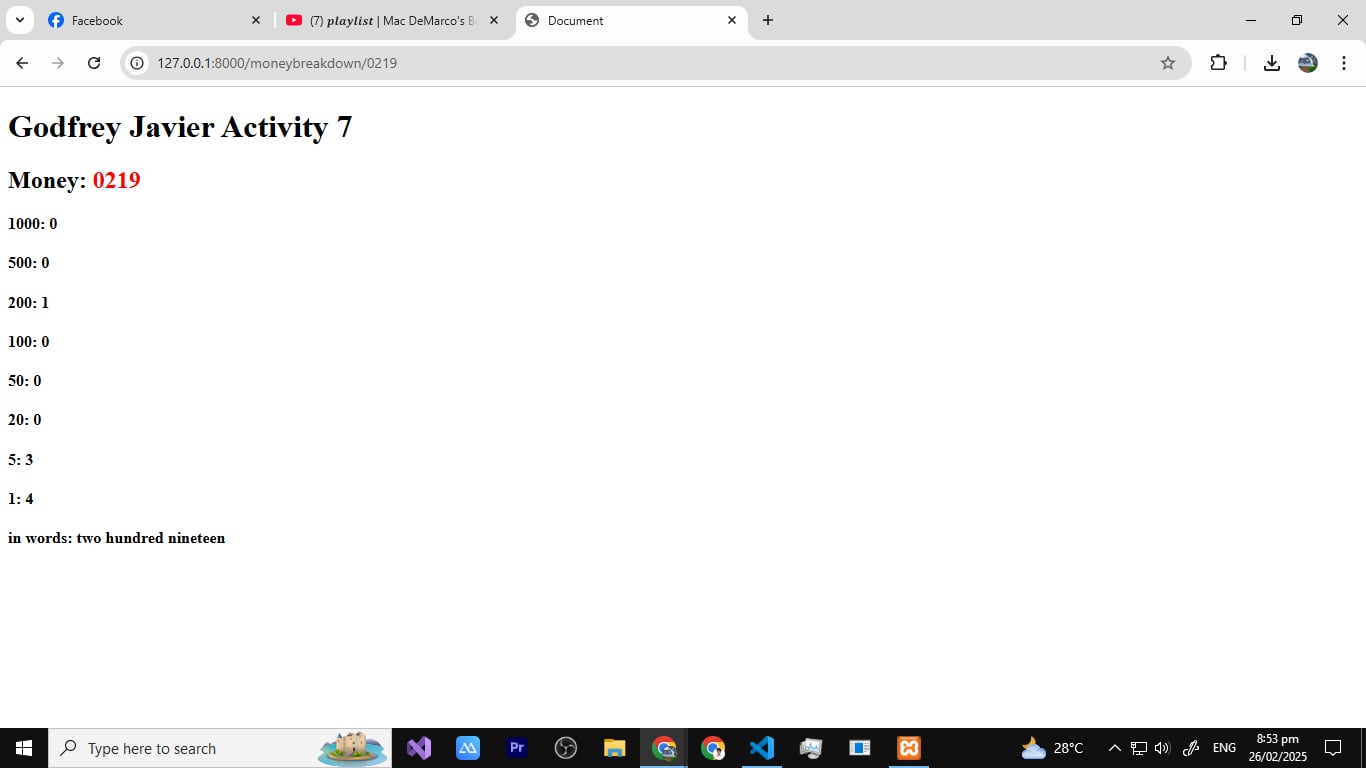 Facebook
(7) 𝒑𝒍𝒂𝒚𝒍𝒊𝒔𝒕 | Mac DeMarco's B
Document
127.0.0.1:8000/moneybreakdown/0219
Godfrey Javier Activity 7
Money: 0219
1000: 0
500: 0
200: 1
100: 0
50: 0
20: 0
5: 3
1: 4
in words: two hundred nineteen
Type here to search
Pr
28°C
ENG
8:53 pm
26/02/2025